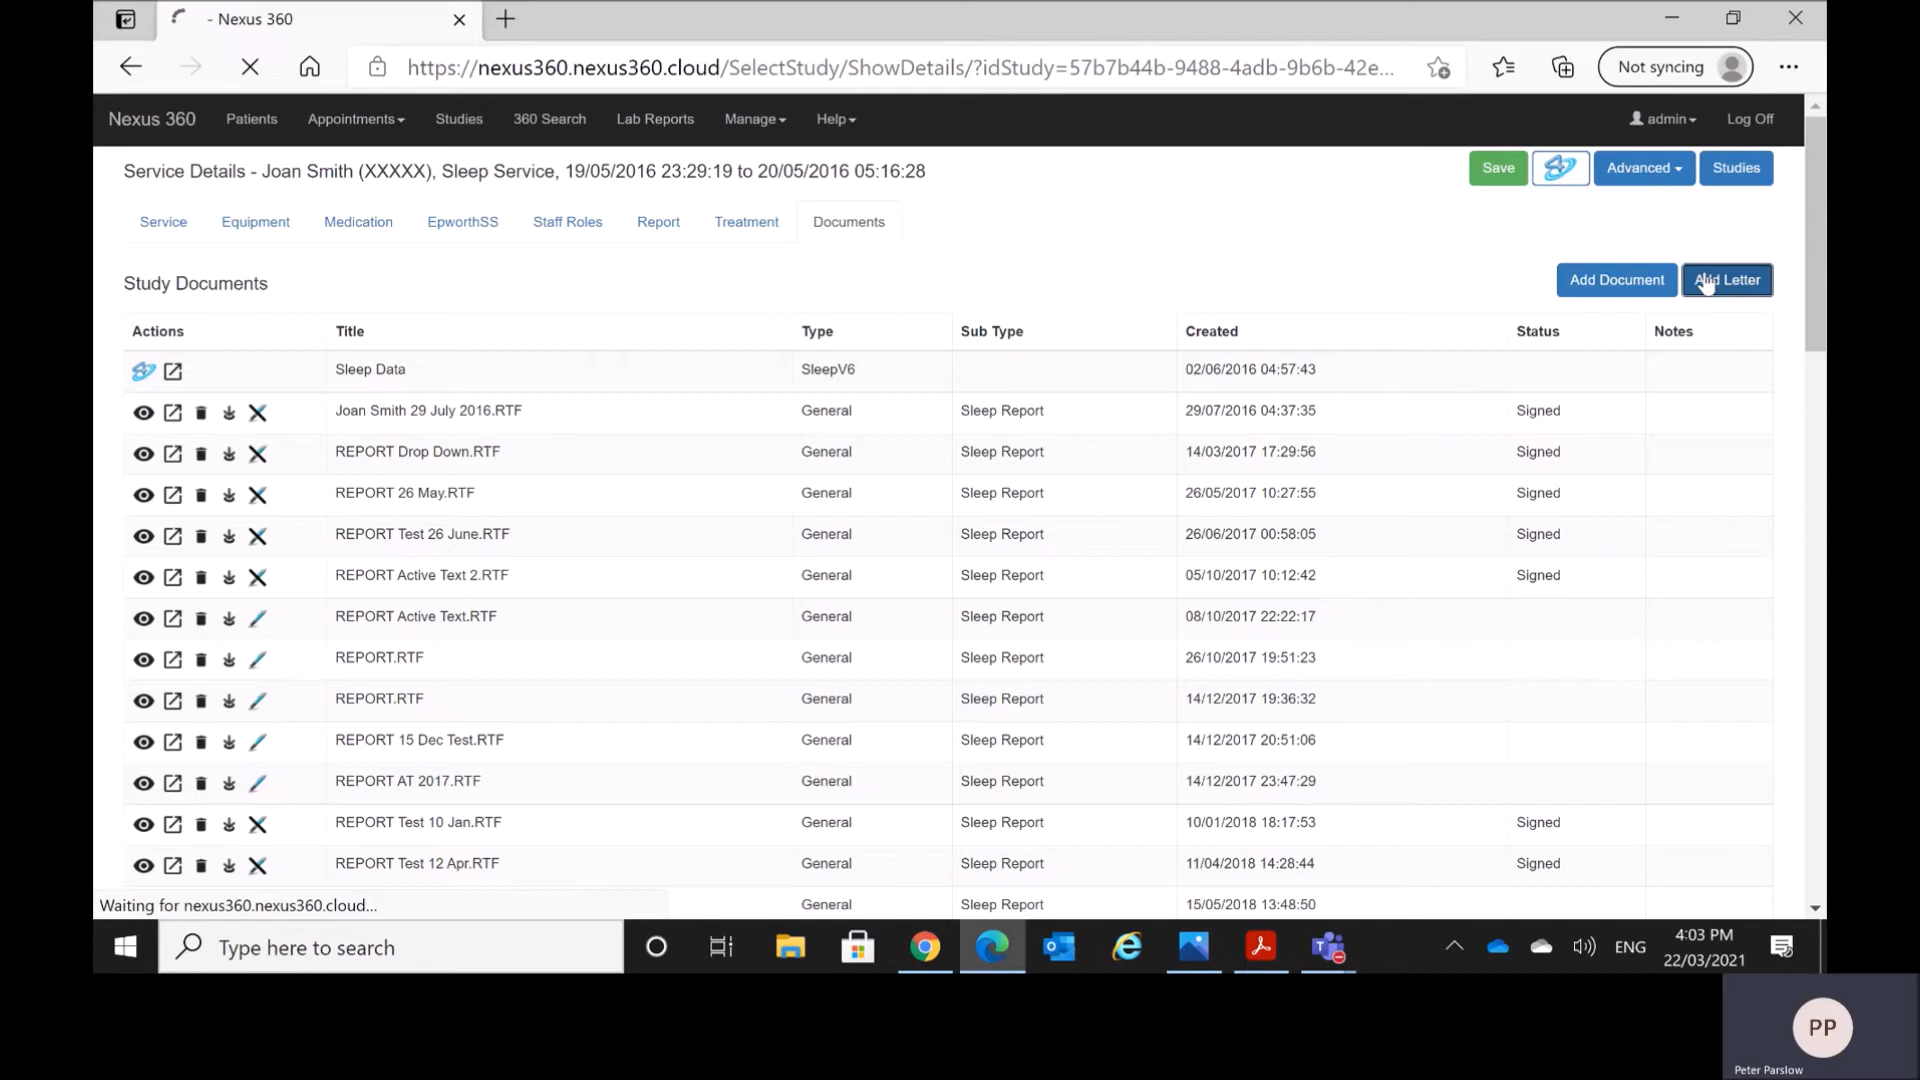 - Nexus 360
https://nexus360.nexus360.cloud/SelectStudy/ShowDetails/?idStudy=57b7b44b-9488-4adb-9b6b-42e...
Not syncing
Nexus 360 Patients Appointments Studies 360 Search Lab Reports Manage Help admin Log Off
Service Details - Joan Smith (XXXXX), Sleep Service, 19/05/2016 23:29:19 to 20/05/2016 05:16:28
Save Advanced Studies
Service Equipment Medication EpworthSS Staff Roles Report Treatment Documents
Study Documents
Add Document Add Letter
Actions Title Type Sub Type Created Status Notes
Sleep Data SleepV6 02/06/2016 04:57:43
Joan Smith 29 July 2016.RTF General Sleep Report 29/07/2016 04:37:35 Signed
REPORT Drop Down.RTF General Sleep Report 14/03/2017 17:29:56 Signed
REPORT 26 May.RTF General Sleep Report 26/05/2017 10:27:55 Signed
REPORT Test 26 June.RTF General Sleep Report 26/06/2017 00:58:05 Signed
REPORT Active Text 2.RTF General Sleep Report 05/10/2017 10:12:42 Signed
REPORT Active Text.RTF General Sleep Report 08/10/2017 22:22:17
REPORT.RTF General Sleep Report 26/10/2017 19:51:23
REPORT.RTF General Sleep Report 14/12/2017 19:36:32
REPORT 15 Dec Test.RTF General Sleep Report 14/12/2017 20:51:06
REPORT AT 2017.RTF General Sleep Report 14/12/2017 23:47:29
REPORT Test 10 Jan.RTF General Sleep Report 10/01/2018 18:17:53 Signed
REPORT Test 12 Apr.RTF General Sleep Report 11/04/2018 14:28:44 Signed
General Sleep Report 15/05/2018 13:48:50
Waiting for nexus360.nexus360.cloud...
Type here to search
ENG
4:03 PM
22/03/2021
PP
Peter Parslow